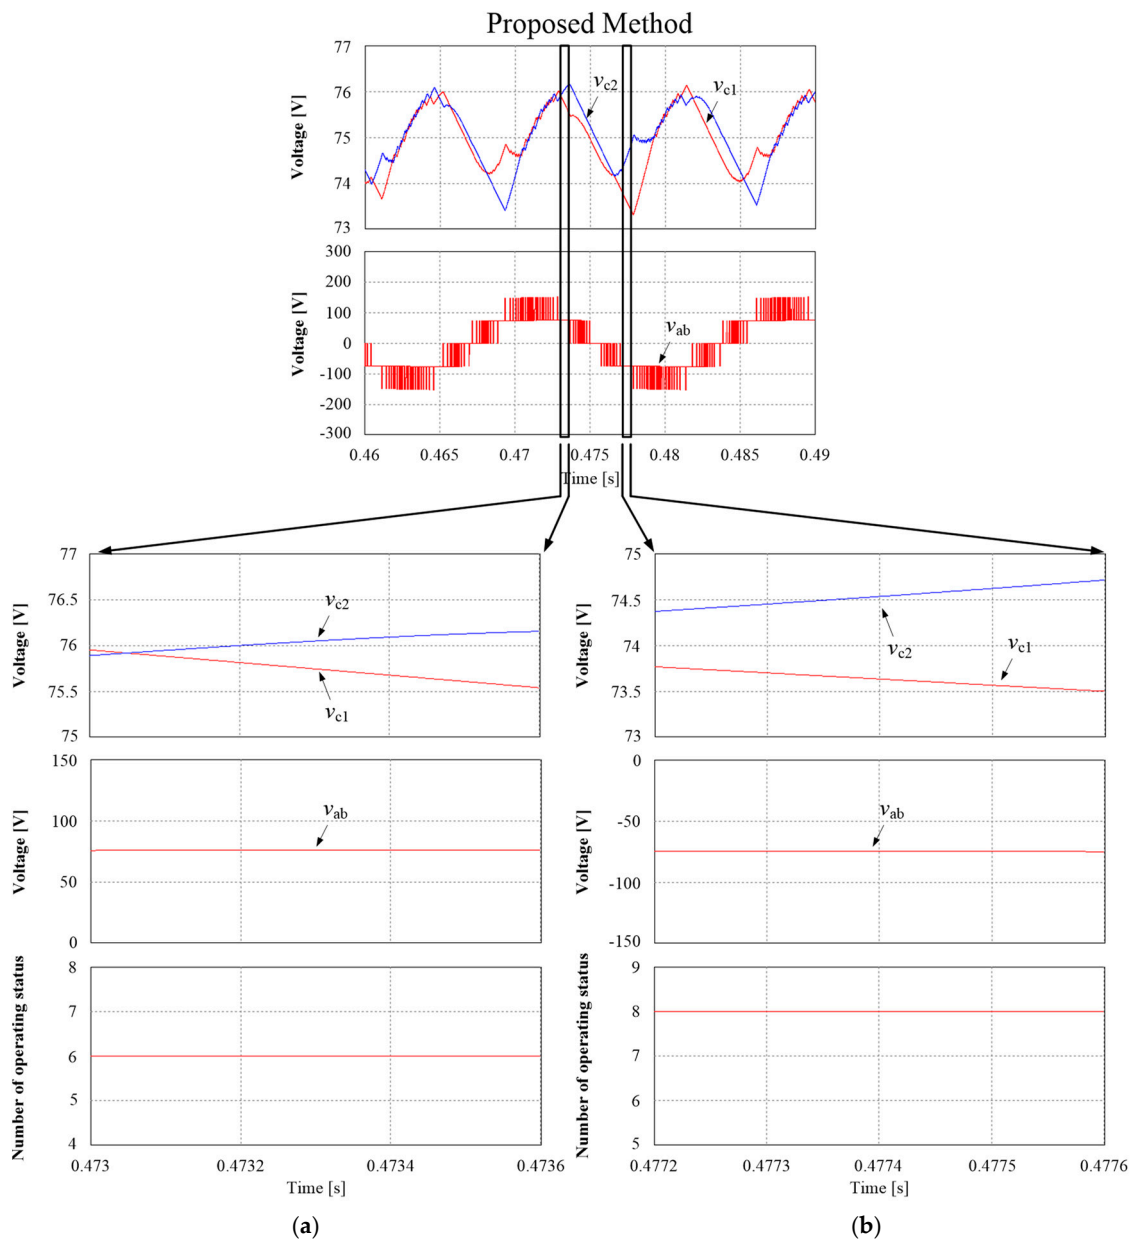 Proposed Method
77
76
75
74
73
Voltage [V]
vc2
vc1
300
200
100
0
-100
-200
-300
Voltage [V]
vab
0.46 0.465 0.47 0.475 0.48 0.485 0.49
Time [s]
77
76.5
76
75.5
75
Voltage [V]
vc2
vc1
150
100
50
0
Voltage [V]
vab
8
7
6
5
4
Number of operating status
0.473 0.4732 0.4734 0.4736
Time [s]
(a)
75
74.5
74
73.5
73
Voltage [V]
vc2
vc1
0
-50
-100
-150
Voltage [V]
vab
9
8
7
6
5
Number of operating status
0.4772 0.4773 0.4774 0.4775 0.4776
Time [s]
(b)